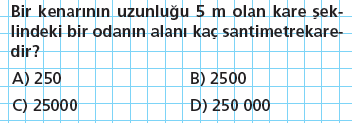 Bir kenarının uzunluğu 5 m olan kare şek-
lindeki bir odanın alanı kaç santimetrekare-
dir?
A) 250 B) 2500
C) 25000 D) 250 000